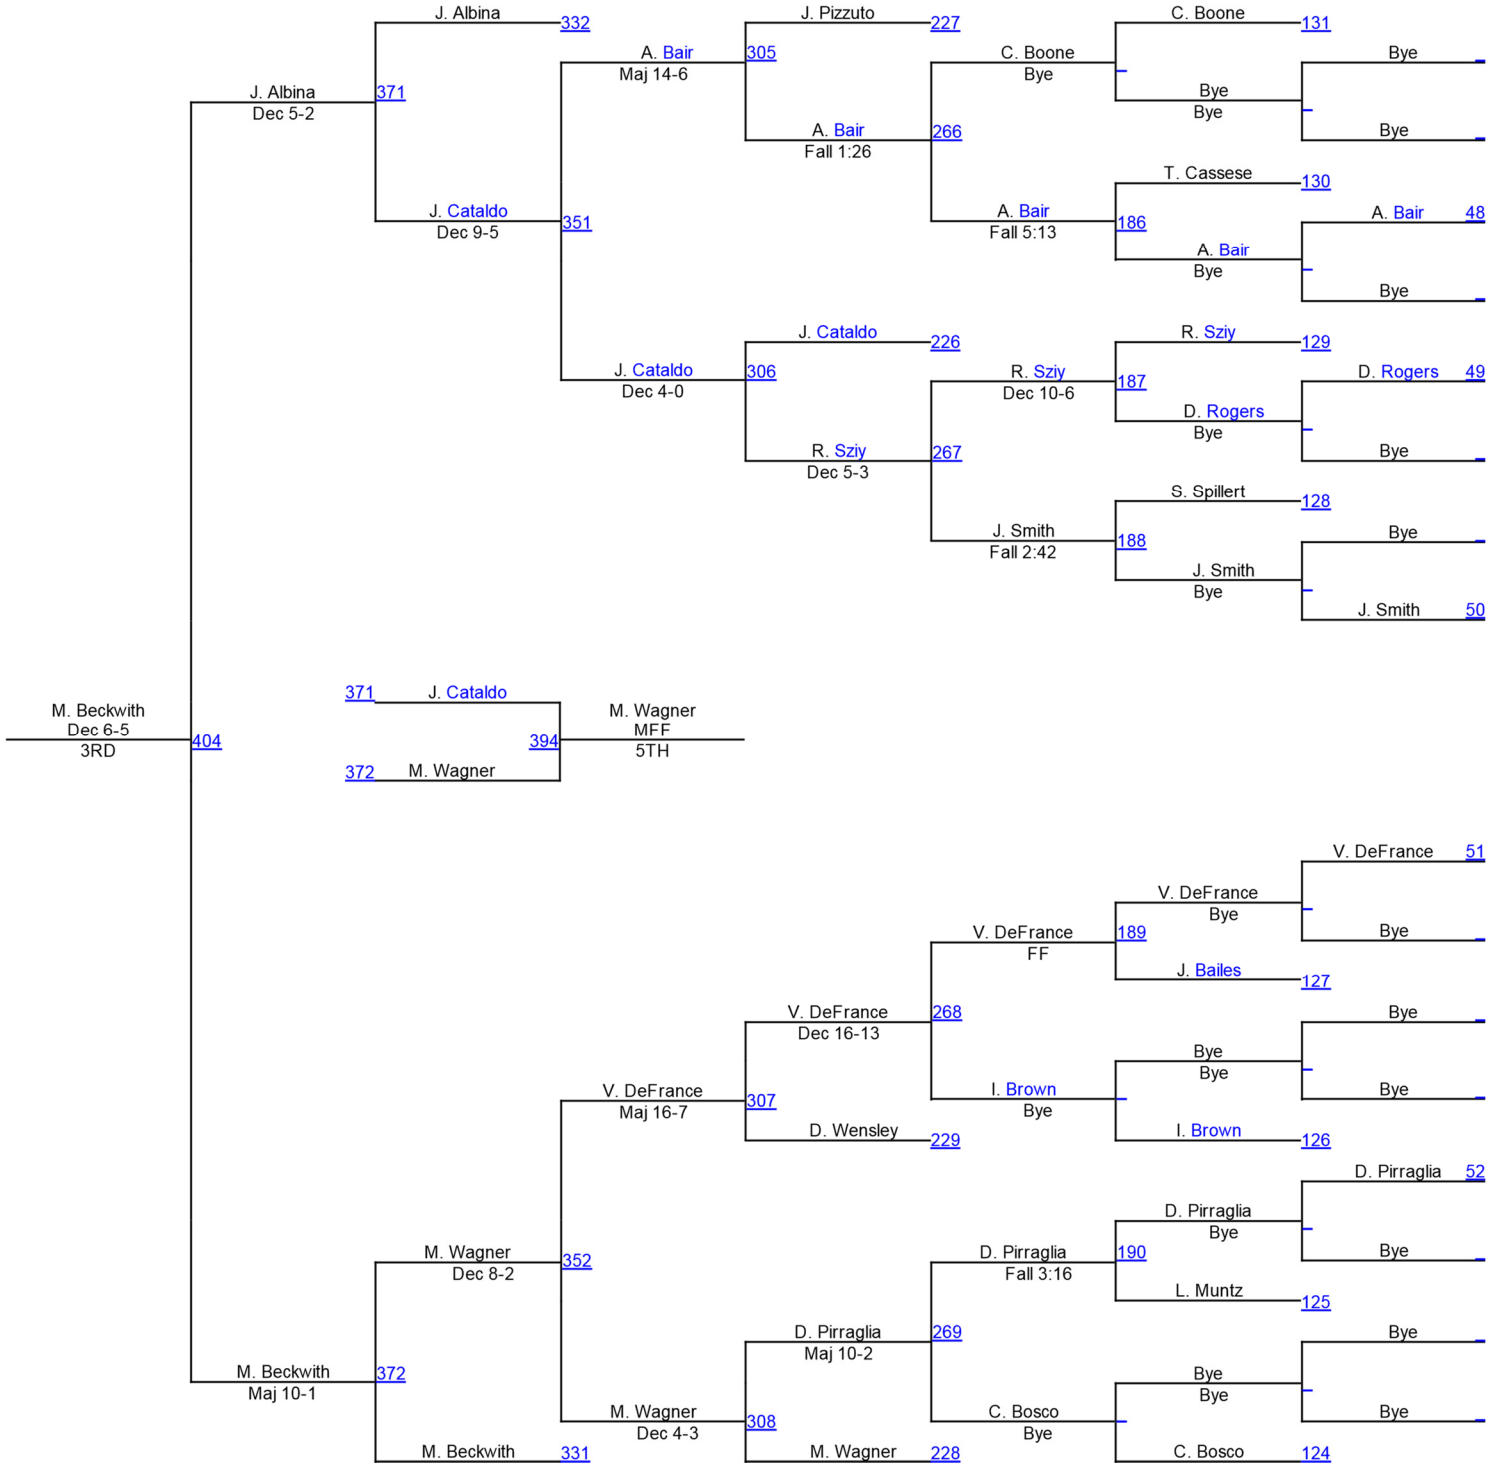 J. Albina
332
J. Pizzuto
227
C. Boone
131
A. Bair
Maj 14-6
305
C. Boone
Bye
Bye
J. Albina
Dec 5-2
371
Bye
Bye
A. Bair
Fall 1:26
266
Bye
T. Cassese
130
J. Cataldo
Dec 9-5
351
A. Bair
Fall 5:13
186
A. Bair
48
A. Bair
Bye
Bye
J. Cataldo
226
R. Sziy
129
J. Cataldo
Dec 4-0
306
R. Sziy
Dec 10-6
187
D. Rogers
49
D. Rogers
Bye
R. Sziy
Dec 5-3
267
Bye
S. Spillert
128
J. Smith
Fall 2:42
188
Bye
J. Smith
Bye
J. Smith
50
371
J. Cataldo
M. Beckwith
Dec 6-5
3RD
404
394
M. Wagner
MFF
5TH
372
M. Wagner
V. DeFrance
51
V. DeFrance
Bye
V. DeFrance
FF
189
Bye
J. Bailes
127
V. DeFrance
Dec 16-13
268
Bye
Bye
Bye
V. DeFrance
Maj 16-7
307
I. Brown
Bye
Bye
D. Wensley
229
I. Brown
126
D. Pirraglia
52
D. Pirraglia
Bye
M. Wagner
Dec 8-2
352
D. Pirraglia
Fall 3:16
190
Bye
L. Muntz
125
D. Pirraglia
Maj 10-2
269
Bye
M. Beckwith
Maj 10-1
372
Bye
Bye
M. Wagner
Dec 4-3
308
C. Bosco
Bye
Bye
M. Beckwith
331
M. Wagner
228
C. Bosco
124